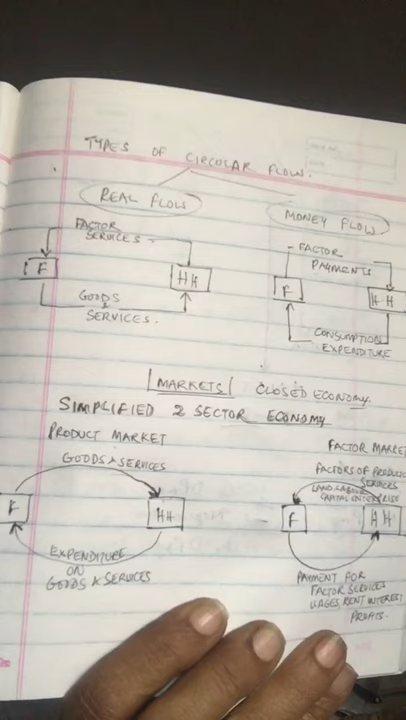 TYPES OF CIRCULAR FLOW.
REAL FLOW
FACTOR
SERVICES
F
HH
GOODS
&
SERVICES.
MONEY FLOW
FACTOR
PAYMENTS
F
HH
CONSUMPTION
EXPENDITURE
MARKETS CLOSED ECONOMY
SIMPLIFIED 2 SECTOR ECONOMY
PRODUCT MARKET
GOODS & SERVICES
F
HH
EXPENDITURE
ON
GOODS & SERVICES
FACTOR MARKET
FACTORS OF PRODUC
SERVICES
LAND, LABOUR
CAPITAL ENTERPRISE
F
HH
PAYMENT FOR
FACTOR SERVICES
WAGES, RENT INTEREST
PROFITS.